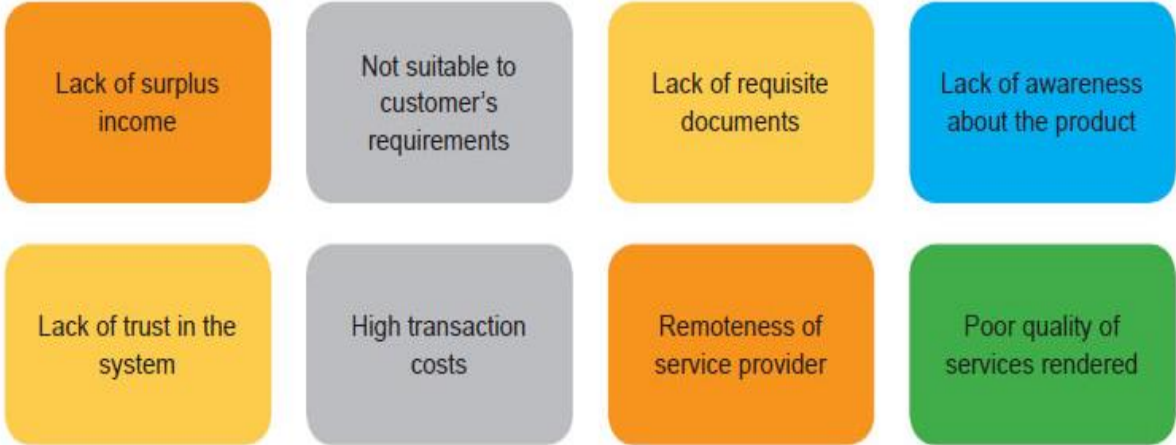 Lack of surplus
income
Not suitable to
customer's
requirements
Lack of requisite
documents
Lack of awareness
about the product
Lack of trust in the
system
High transaction
costs
Remoteness of
service provider
Poor quality of
services rendered